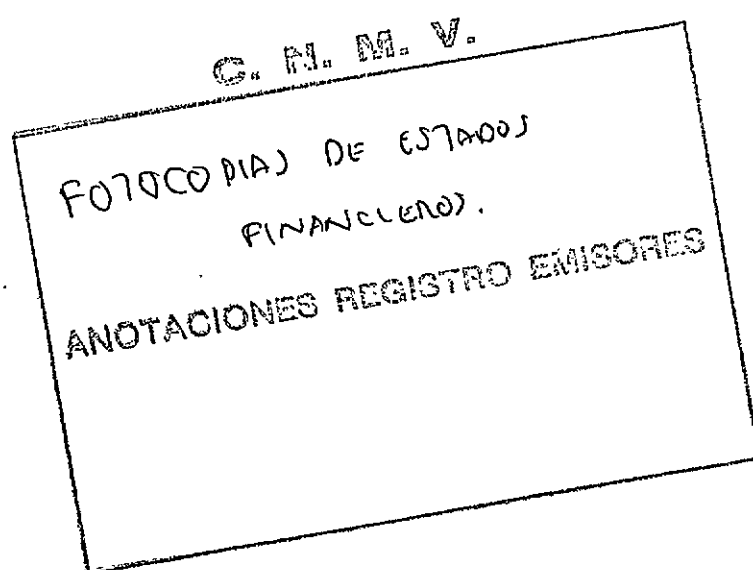 C. N. M. V.
FOTOCOPIAS DE ESTADOS
FINANCIEROS.
ANOTACIONES REGISTRO EMISORES